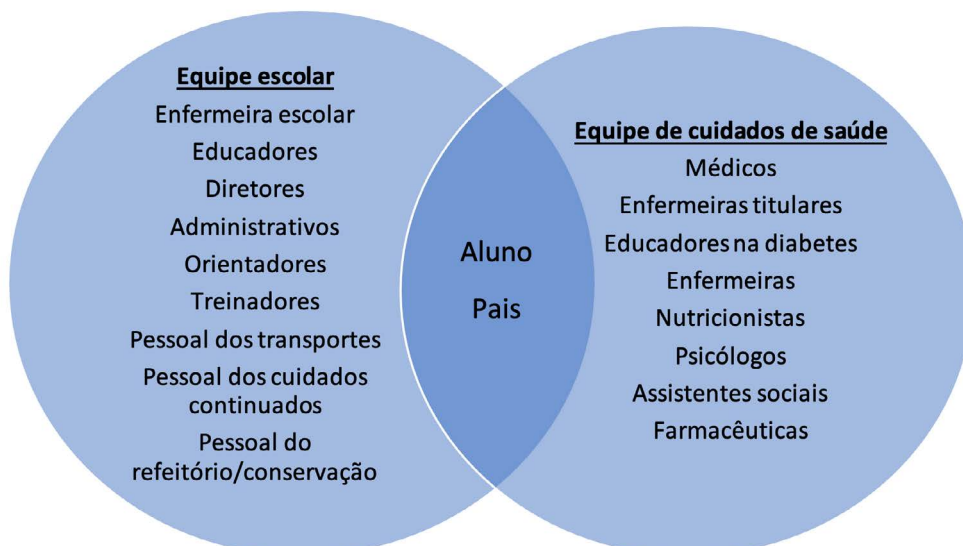 Equipe escolar
Enfermeira escolar
Educadores
Diretores
Administrativos
Orientadores
Treinadores
Pessoal dos transportes
Pessoal dos cuidados
continuados
Pessoal do
refeitório/conservação
Aluno
Pais
Equipe de cuidados de saúde
Médicos
Enfermeiras titulares
Educadores na diabetes
Enfermeiras
Nutricionistas
Psicólogos
Assistentes sociais
Farmacêuticas